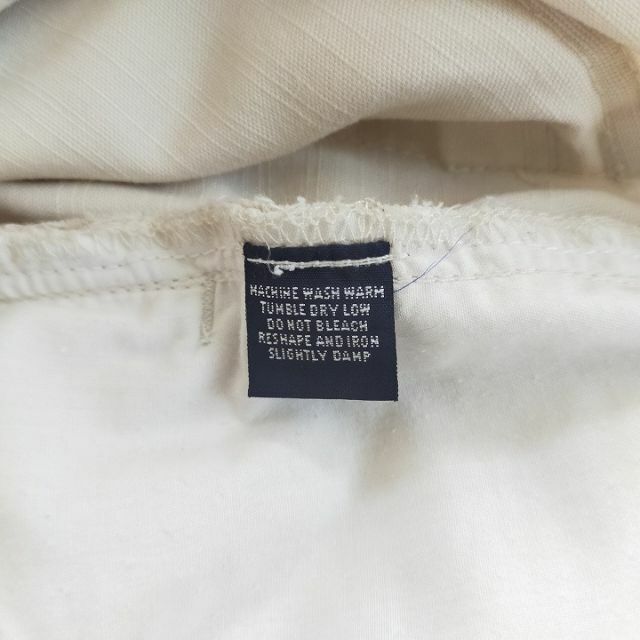 MACHINE WASH WARM
TUMBLE DRY LOW
DO NOT BLEACH
RESHAPE AND IRON
SLIGHTLY DAMP